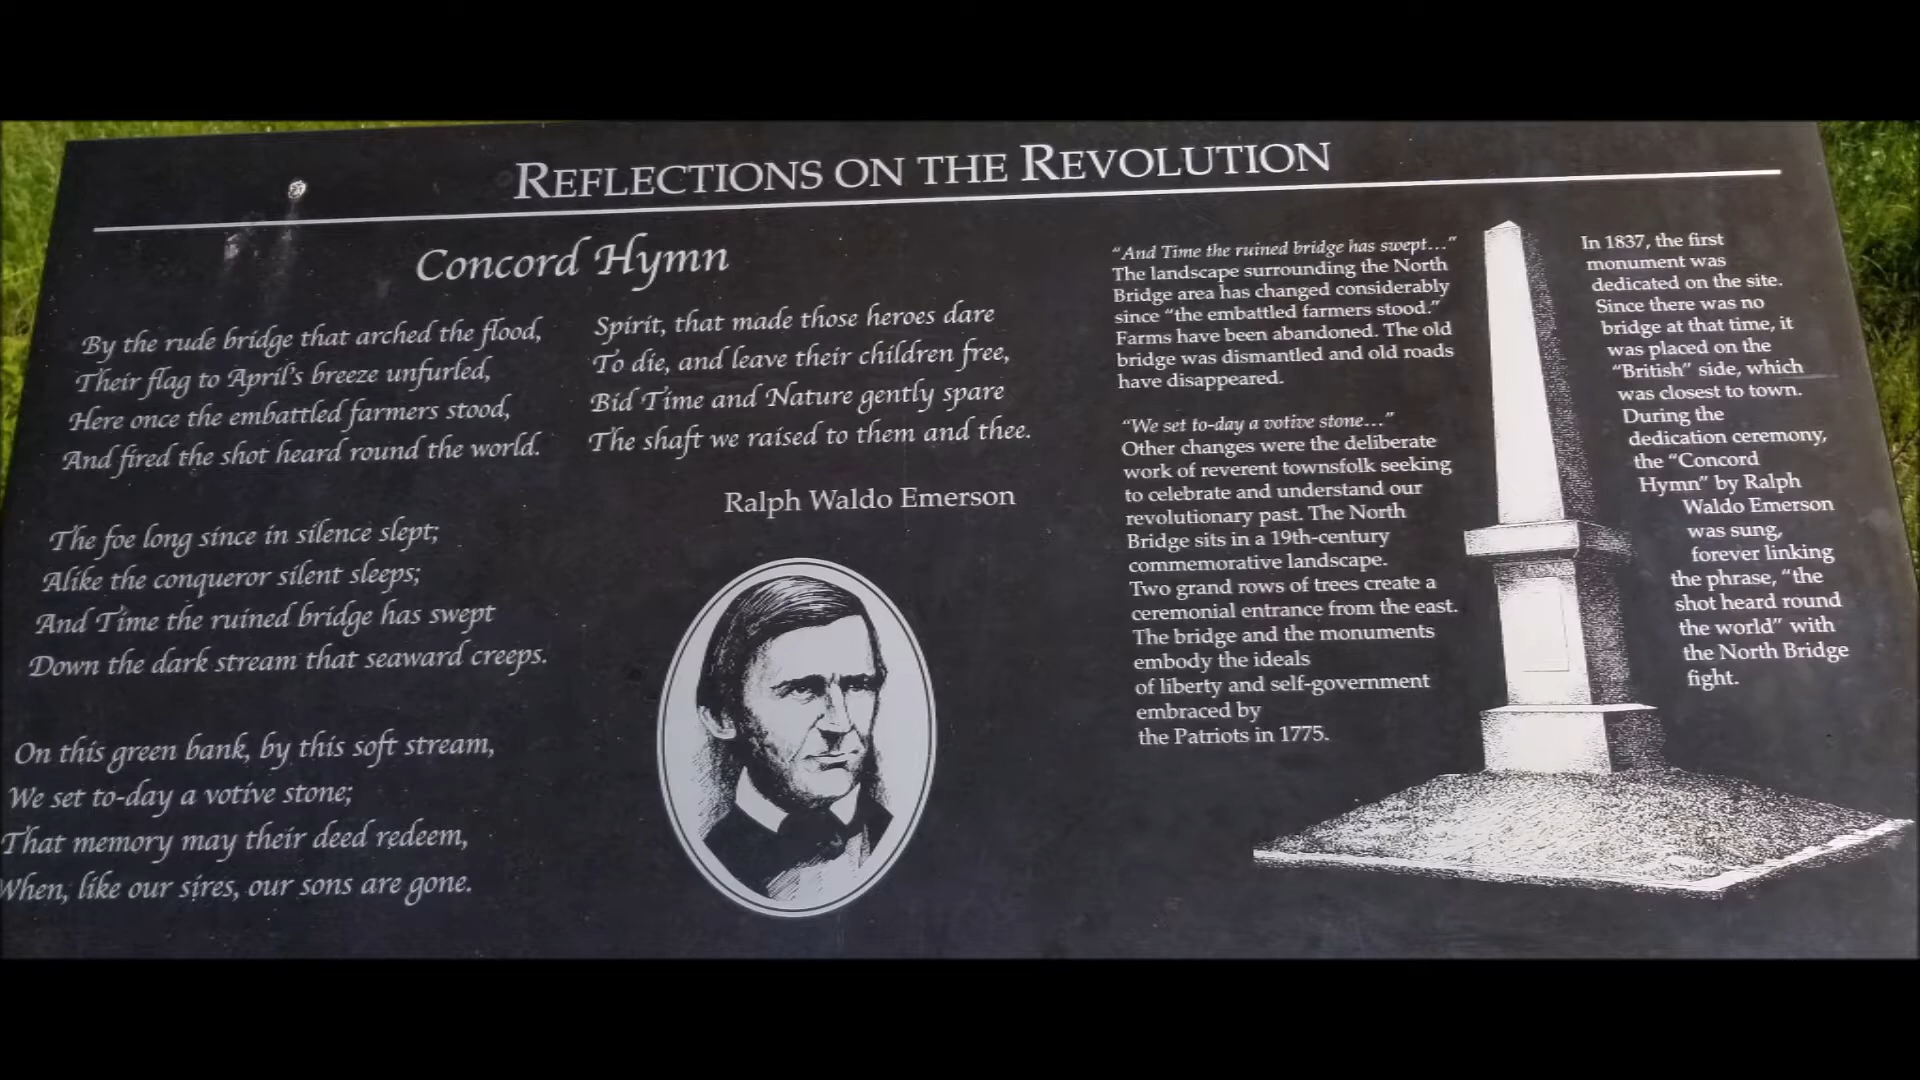 REFLECTIONS ON THE REVOLUTION
Concord Hymn
By the rude bridge that arched the flood,
Their flag to April's breeze unfurled,
Here once the embattled farmers stood,
And fired the shot heard round the world.
The foe long since in silence slept;
Alike the conqueror silent sleeps;
And Time the ruined bridge has swept
Down the dark stream that seaward creeps.
On this green bank, by this soft stream,
We set to-day a votive stone;
That memory may their deed redeem,
When, like our sires, our sons are gone.
Spirit, that made those heroes dare
To die, and leave their children free,
Bid Time and Nature gently spare
The shaft we raised to them and thee.
Ralph Waldo Emerson
"And Time the ruined bridge has swept..."
The landscape surrounding the North
Bridge area has changed considerably
since "the embattled farmers stood."
Farms have been abandoned. The old
bridge was dismantled and old roads
have disappeared.
"We set to-day a votive stone..."
Other changes were the deliberate
work of reverent townsfolk seeking
to celebrate and understand our
revolutionary past. The North
Bridge sits in a 19th-century
commemorative landscape.
Two grand rows of trees create a
ceremonial entrance from the east.
The bridge and the monuments
embody the ideals
of liberty and self-government
embraced by
the Patriots in 1775.
In 1837, the first
monument was
dedicated on the site.
Since there was no
bridge at that time, it
was placed on the
"British" side, which
was closest to town.
During the
dedication ceremony,
the "Concord
Hymn" by Ralph
Waldo Emerson
was sung,
forever linking
the phrase, "the
shot heard round
the world" with
the North Bridge
fight.